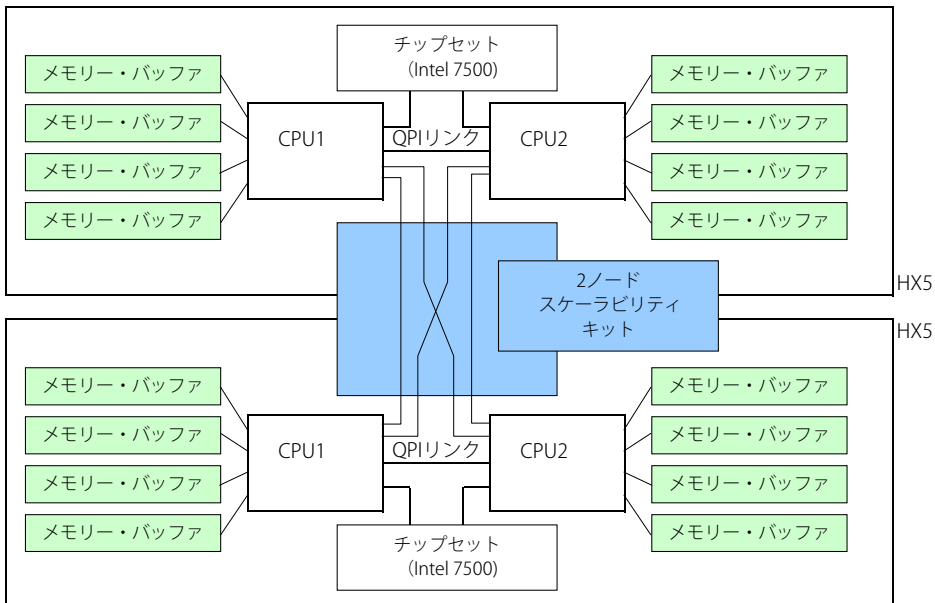 チップセット
（Intel 7500)
メモリー・バッファ
メモリー・バッファ
メモリー・バッファ
メモリー・バッファ
CPU1
QPIリンク
CPU2
メモリー・バッファ
メモリー・バッファ
メモリー・バッファ
メモリー・バッファ
2ノード
スケーラビリティ
キット
HX5
HX5
メモリー・バッファ
メモリー・バッファ
メモリー・バッファ
メモリー・バッファ
CPU1
QPIリンク
CPU2
メモリー・バッファ
メモリー・バッファ
メモリー・バッファ
メモリー・バッファ
チップセット
（Intel 7500)